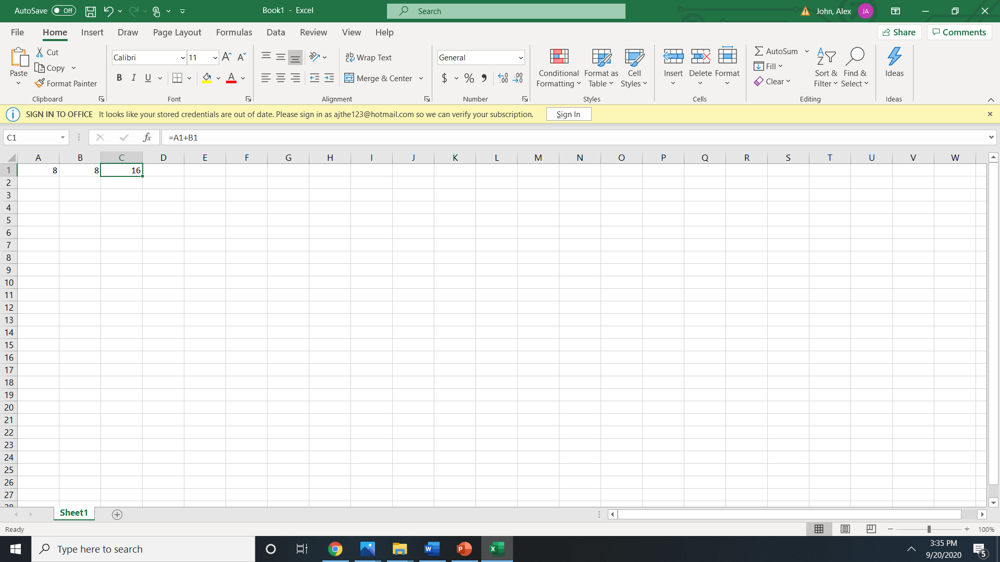 AutoSave Off Book1 - Excel Search John, Alex JA
File Home Insert Draw Page Layout Formulas Data Review View Help Share Comments
Paste Cut Copy Format Painter Clipboard
Calibri 11 B I U A Font
Wrap Text Merge & Center Alignment
General $ % Number
Conditional Formatting Format as Table Cell Styles Styles
Insert Delete Format Cells
AutoSum Fill Clear Sort & Filter Find & Select Editing
Ideas Ideas
SIGN IN TO OFFICE It looks like your stored credentials are out of date. Please sign in as ajthe123@hotmail.com so we can verify your subscription. Sign In
C1 fx =A1+B1
A B C D E F G H I J K L M N O P Q R S T U V W
1 8 8 16
2
3
4
5
6
7
8
9
10
11
12
13
14
15
16
17
18
19
20
21
22
23
24
25
26
27
28
Sheet1
Ready 100%
Type here to search 3:35 PM
9/20/2020 5